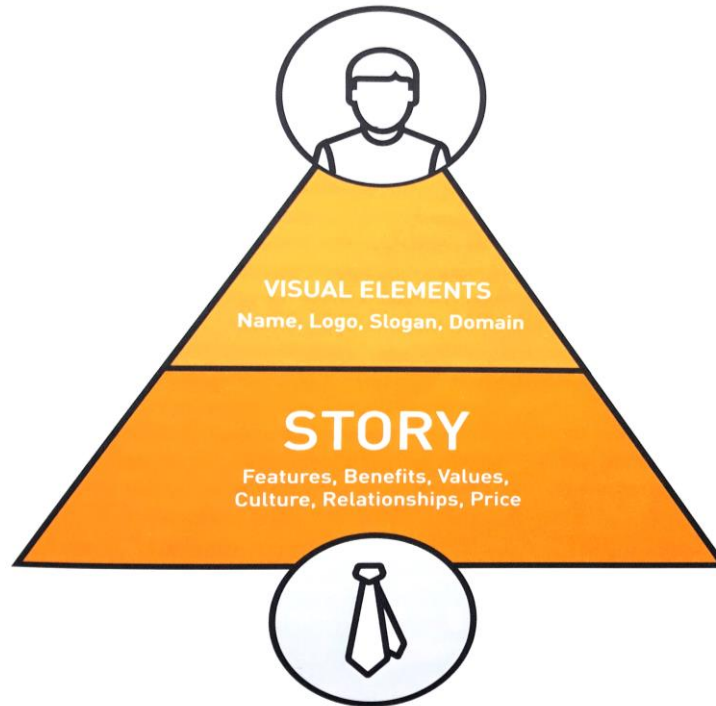 VISUAL ELEMENTS
Name, Logo, Slogan, Domain
STORY
Features, Benefits, Values,
Culture, Relationships, Price